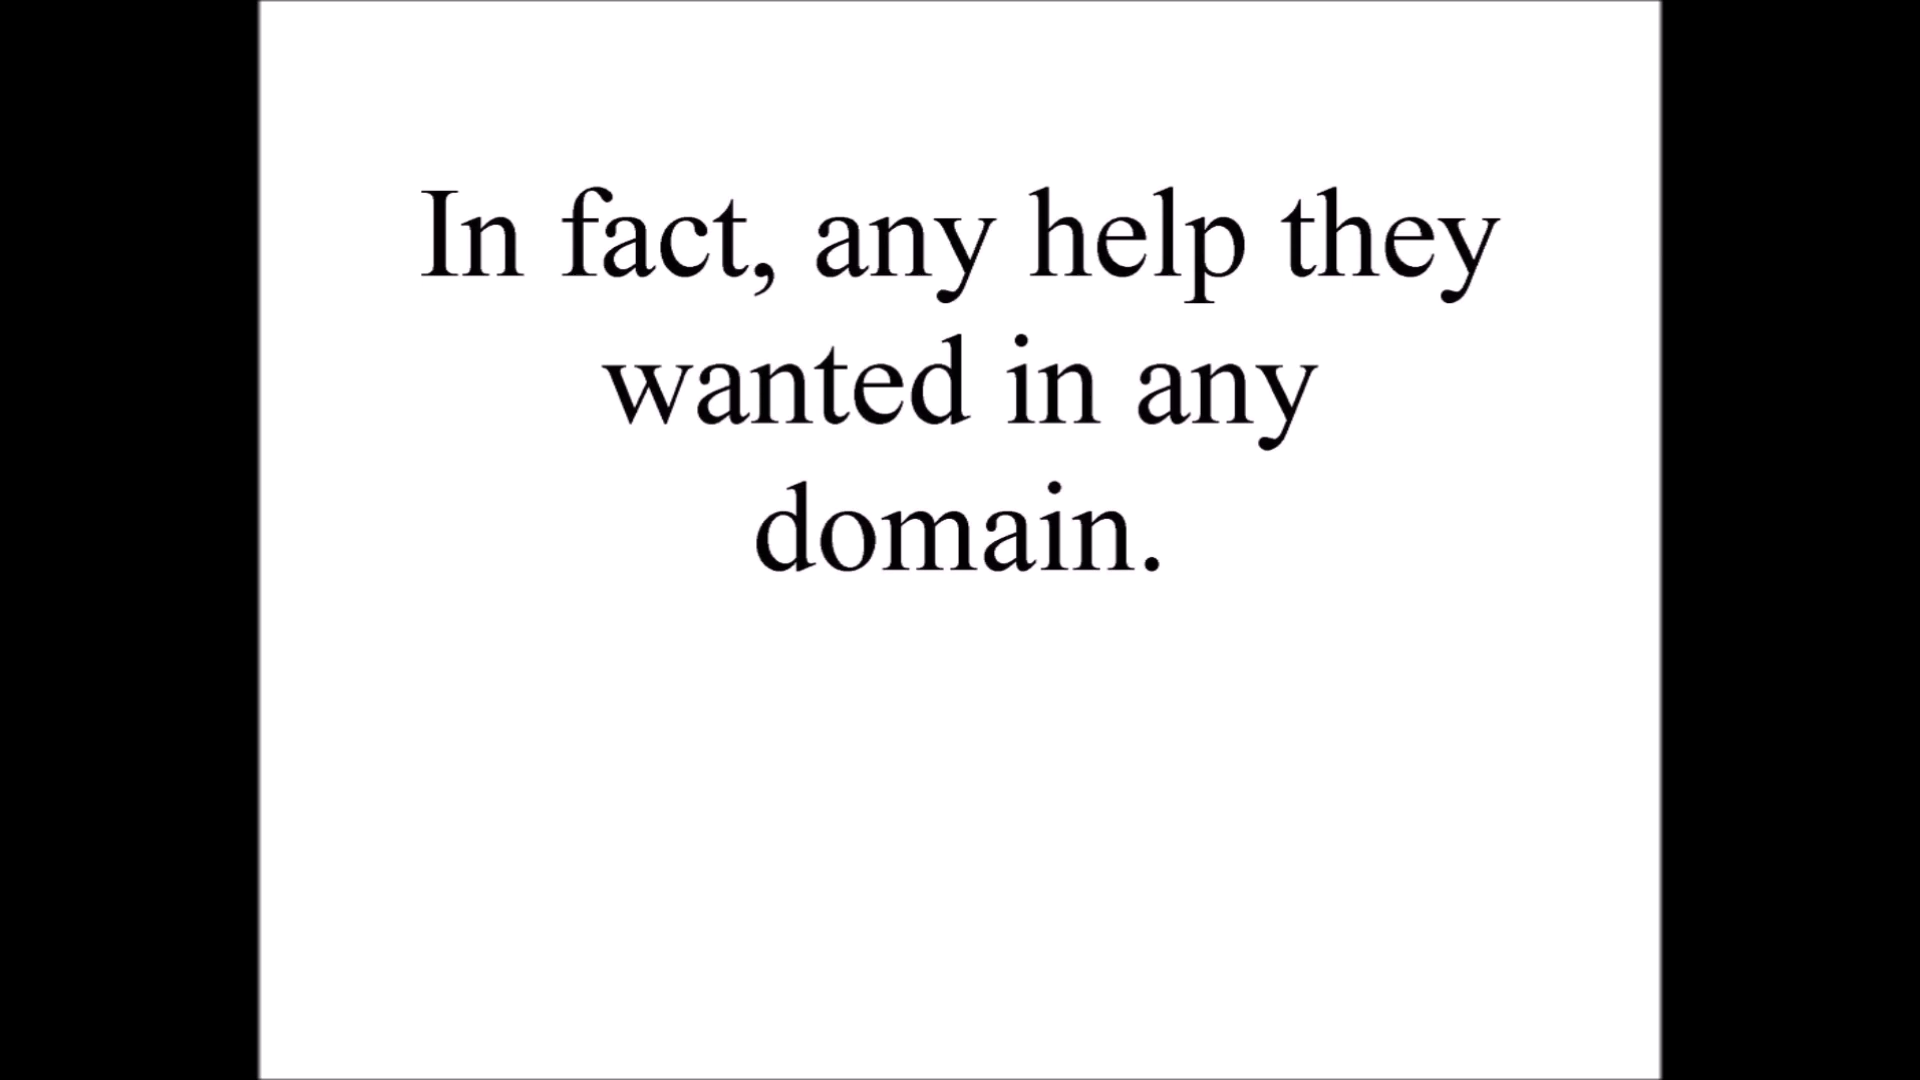 In fact, any help they
wanted in any
domain.